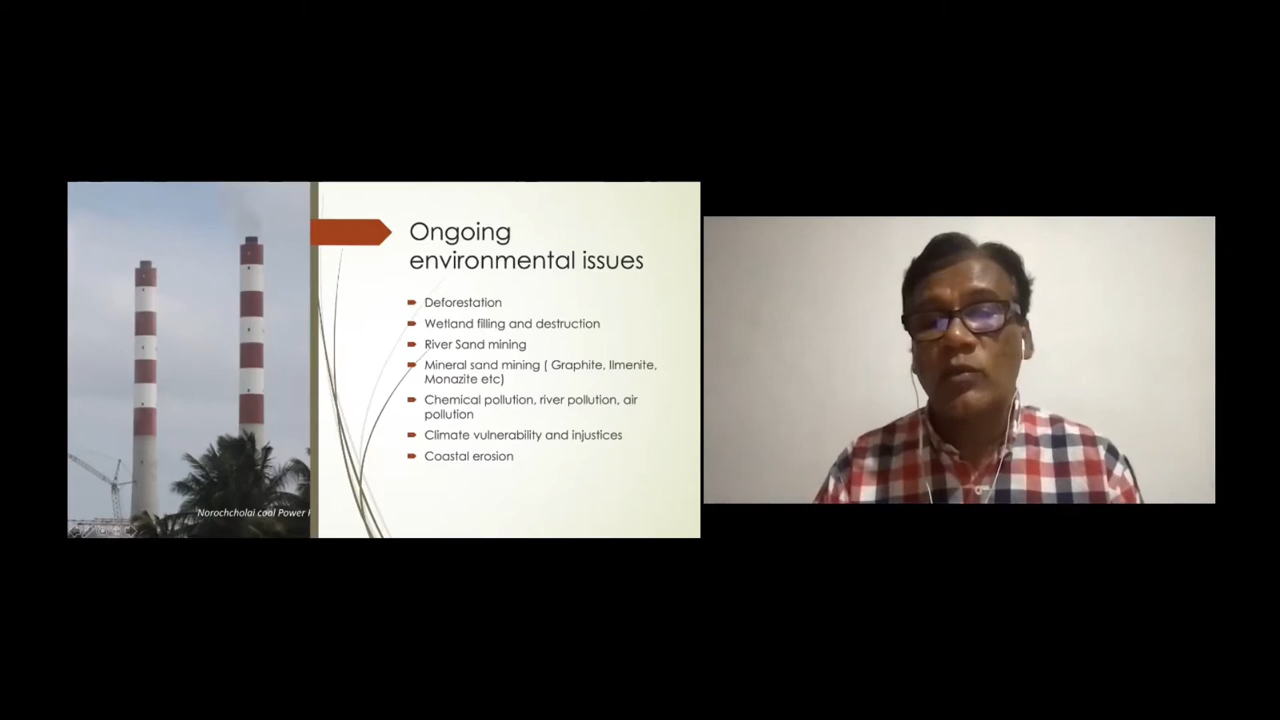 Ongoing
environmental issues
Deforestation
Wetland filling and destruction
River Sand mining
Mineral sand mining ( Graphite, Ilmenite,
Monazite etc)
Chemical pollution, river pollution, air
pollution
Climate vulnerability and injustices
Coastal erosion
Norochcholai coal Power